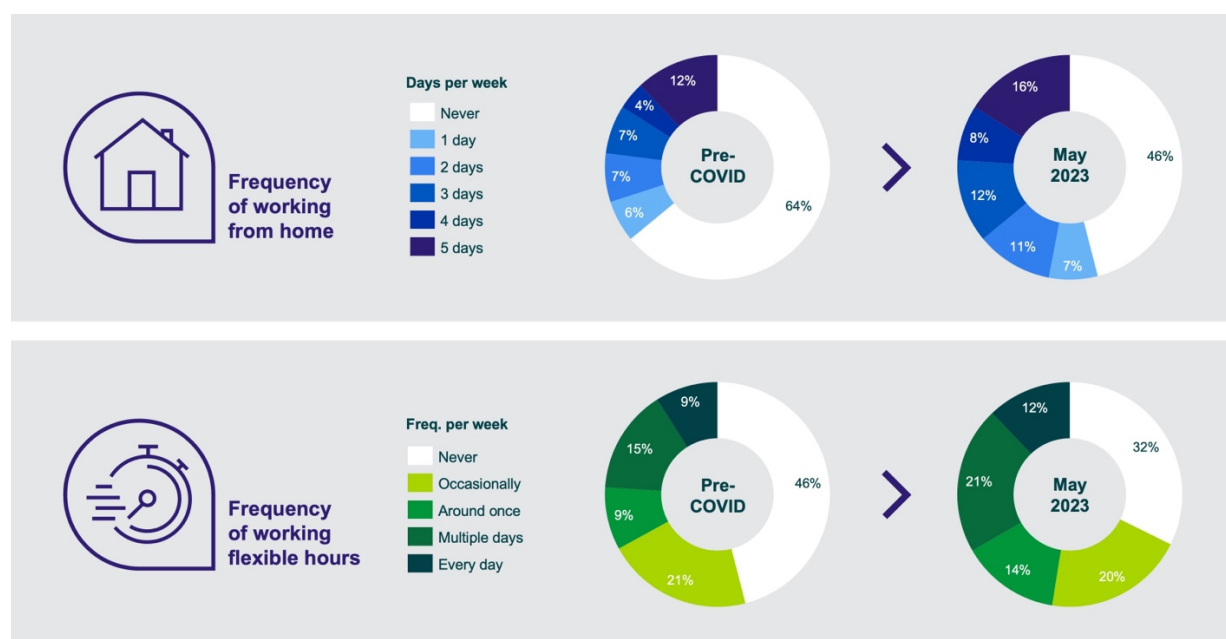 Frequency
of working
from home
Days per week
Never
1 day
2 days
3 days
4 days
5 days
12%
4%
7%
7%
6%
64%
Pre-
COVID
16%
8%
12%
11%
7%
46%
May
2023
Frequency
of working
flexible hours
Freq. per week
Never
Occasionally
Around once
Multiple days
Every day
9%
15%
9%
21%
46%
Pre-
COVID
12%
21%
14%
20%
32%
May
2023